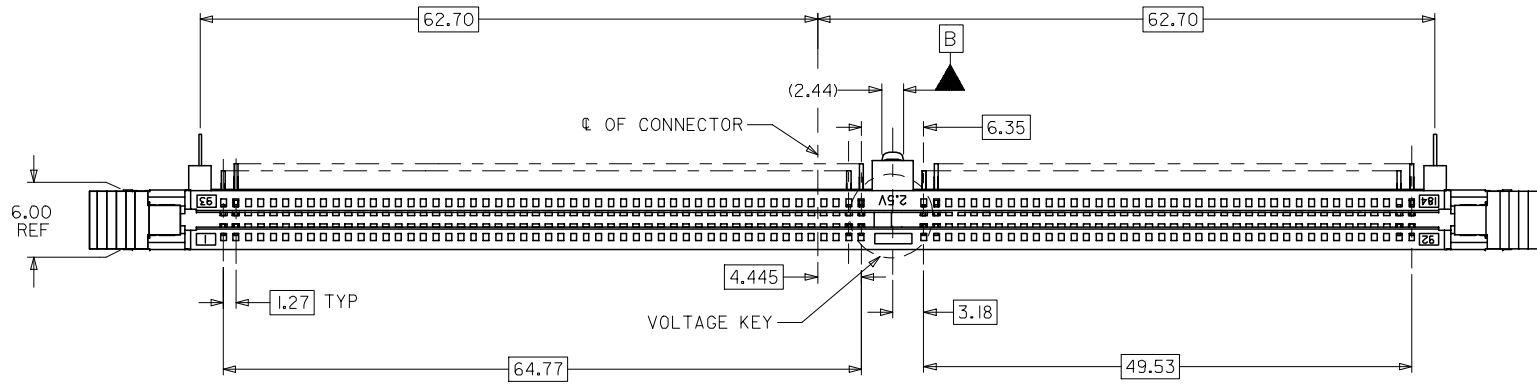 62.70
62.70
B
(2.44)
℄ OF CONNECTOR
6.35
6.00
REF
93
2.5V
184
1
92
4.445
1.27 TYP
VOLTAGE KEY
3.18
64.77
49.53